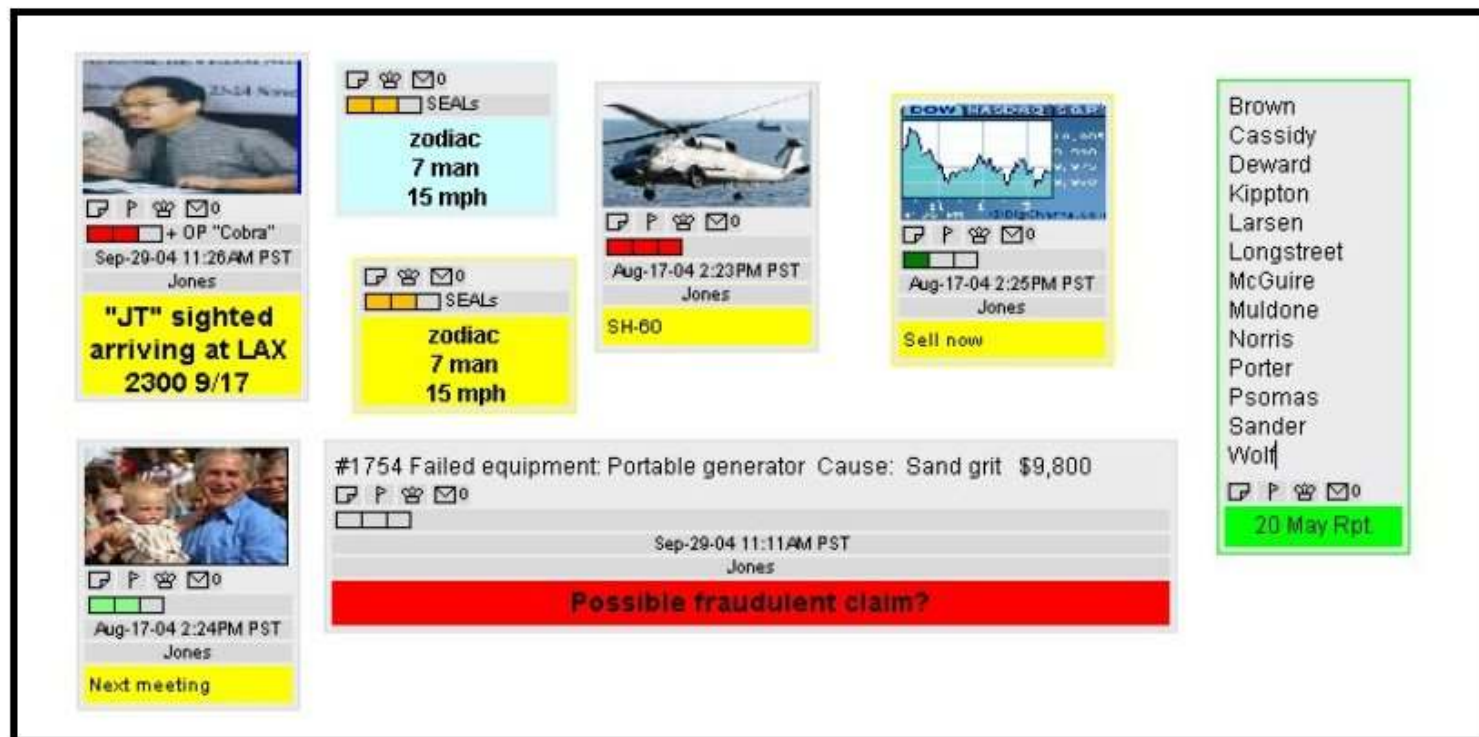 23-24 Nove
0
+ OP "Cobra"
Sep-29-04 11:26AM PST
Jones
"JT" sighted
arriving at LAX
2300 9/17
0
SEALs
zodiac
7 man
15 mph
0
SEALs
zodiac
7 man
15 mph
0
Aug-17-04 2:23PM PST
Jones
SH-60
DOW NASDAQ S&P
0
Aug-17-04 2:25PM PST
Jones
Sell now
Brown
Cassidy
Deward
Kippton
Larsen
Longstreet
McGuire
Muldone
Norris
Porter
Psomas
Sander
Wolf
0
20 May Rpt.
0
Aug-17-04 2:24PM PST
Jones
Next meeting
#1754 Failed equipment: Portable generator Cause: Sand grit $9,800
0
Sep-29-04 11:11AM PST
Jones
Possible fraudulent claim?